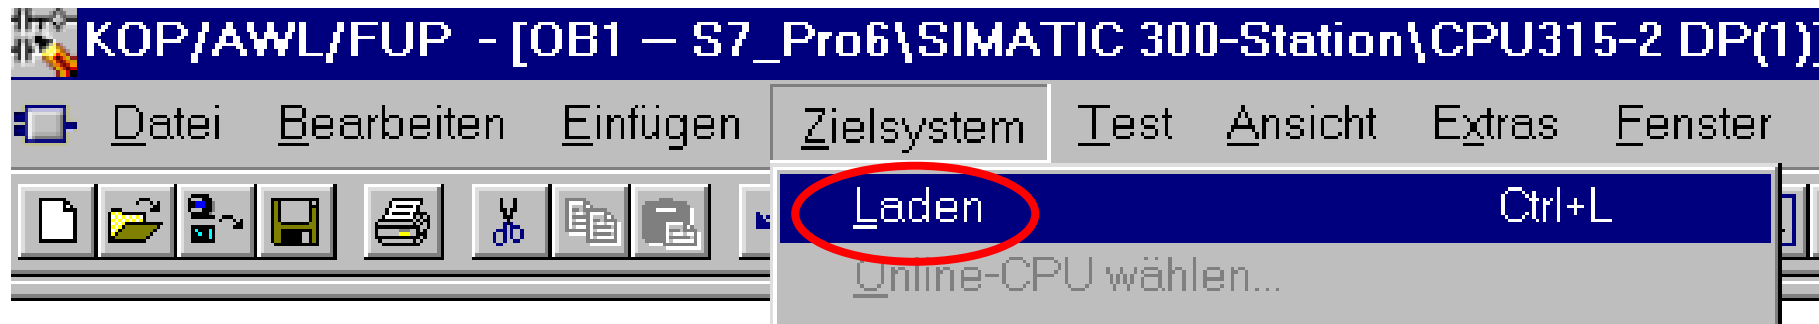 KOP/AWL/FUP - [OB1 – S7_Pro6\SIMATIC 300-Station\CPU315-2 DP(1)]
Datei Bearbeiten Einfügen Zielsystem Test Ansicht Extras Fenster
Laden Ctrl+L
Online-CPU wählen...